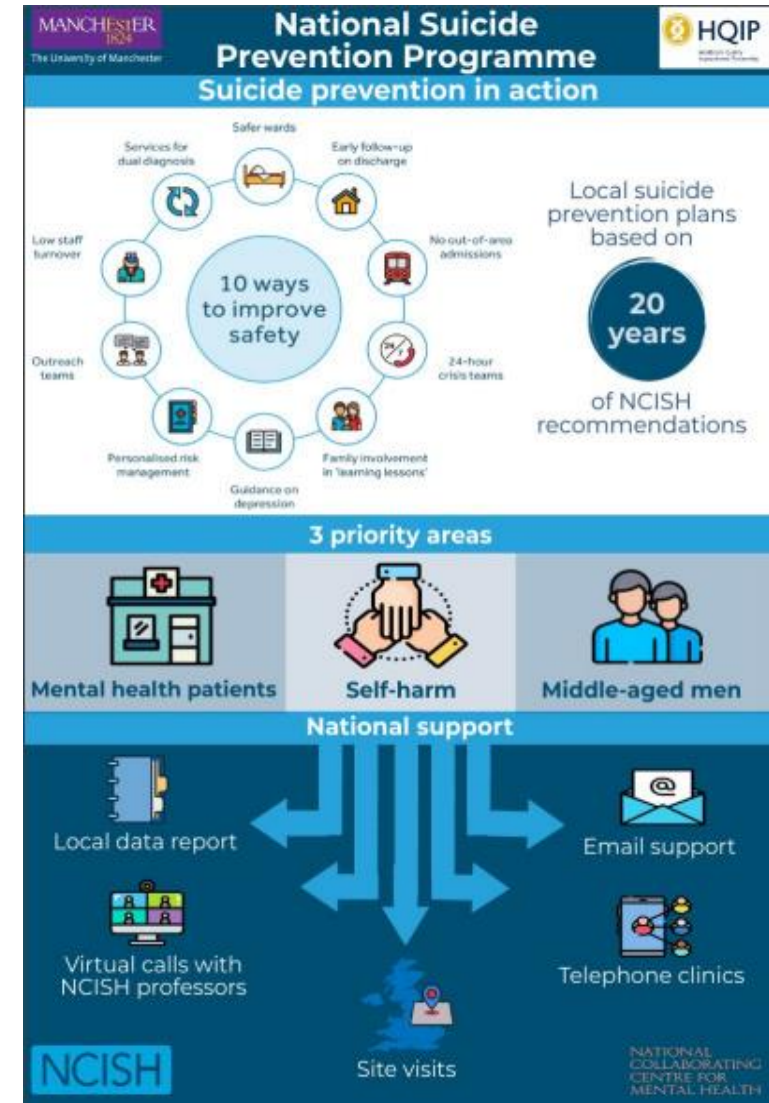 MANCHESTER
1824
The University of Manchester
National Suicide
Prevention Programme
HQIP
Suicide prevention in action
Safer wards
Services for
dual diagnosis
Early follow-up
on discharge
Low staff
turnover
No out-of-area
admissions
10 ways
to improve
safety
Outreach
teams
24-hour
crisis teams
Personalised risk
management
Family involvement
in 'learning lessons'
Guidance on
depression
Local suicide
prevention plans
based on
20
years
of NCISH
recommendations
3 priority areas
Mental health patients
Self-harm
Middle-aged men
National support
Local data report
Email support
Virtual calls with
NCISH professors
Telephone clinics
Site visits
NCISH
NATIONAL
COLLABORATING
CENTRE FOR
MENTAL HEALTH